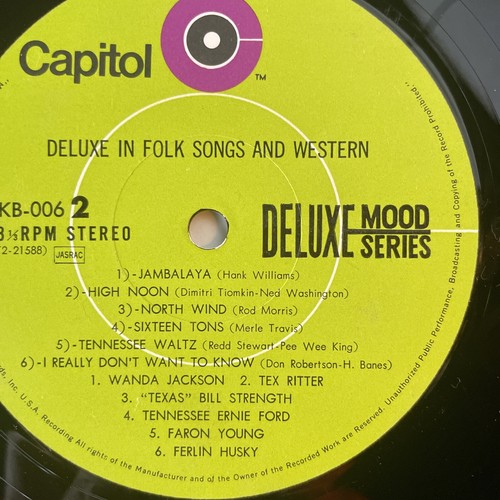 Capitol
TM
DELUXE IN FOLK SONGS AND WESTERN
KB-006 2
3⅓RPM STEREO
2-21588) JASRAC
DELUXE MOOD SERIES
1)-JAMBALAYA (Hank Williams)
2)-HIGH NOON (Dimitri Tiomkin-Ned Washington)
3)-NORTH WIND (Rod Morris)
4)-SIXTEEN TONS (Merle Travis)
5)-TENNESSEE WALTZ (Redd Stewart-Pee Wee King)
6)-I REALLY DON'T WANT TO KNOW (Don Robertson-H. Banes)
1. WANDA JACKSON 2. TEX RITTER
3. "TEXAS" BILL STRENGTH
4. TENNESSEE ERNIE FORD
5. FARON YOUNG
6. FERLIN HUSKY
ds, Inc. U.S.A. Recording All rights of the Manufacturer and of the Owner of the Recorded Work are Reserved. Unauthorized Public Performance, Broadcasting and Copying of the Record Prohibited"